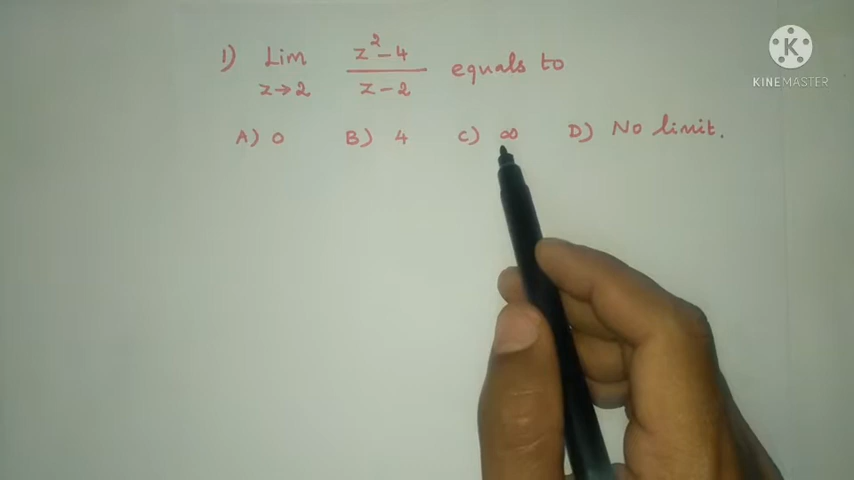 1) Lim z→2 z²-4 / z-2 equals to
A) 0 B) 4 C) ∞ D) No limit.
K
KINEMASTER